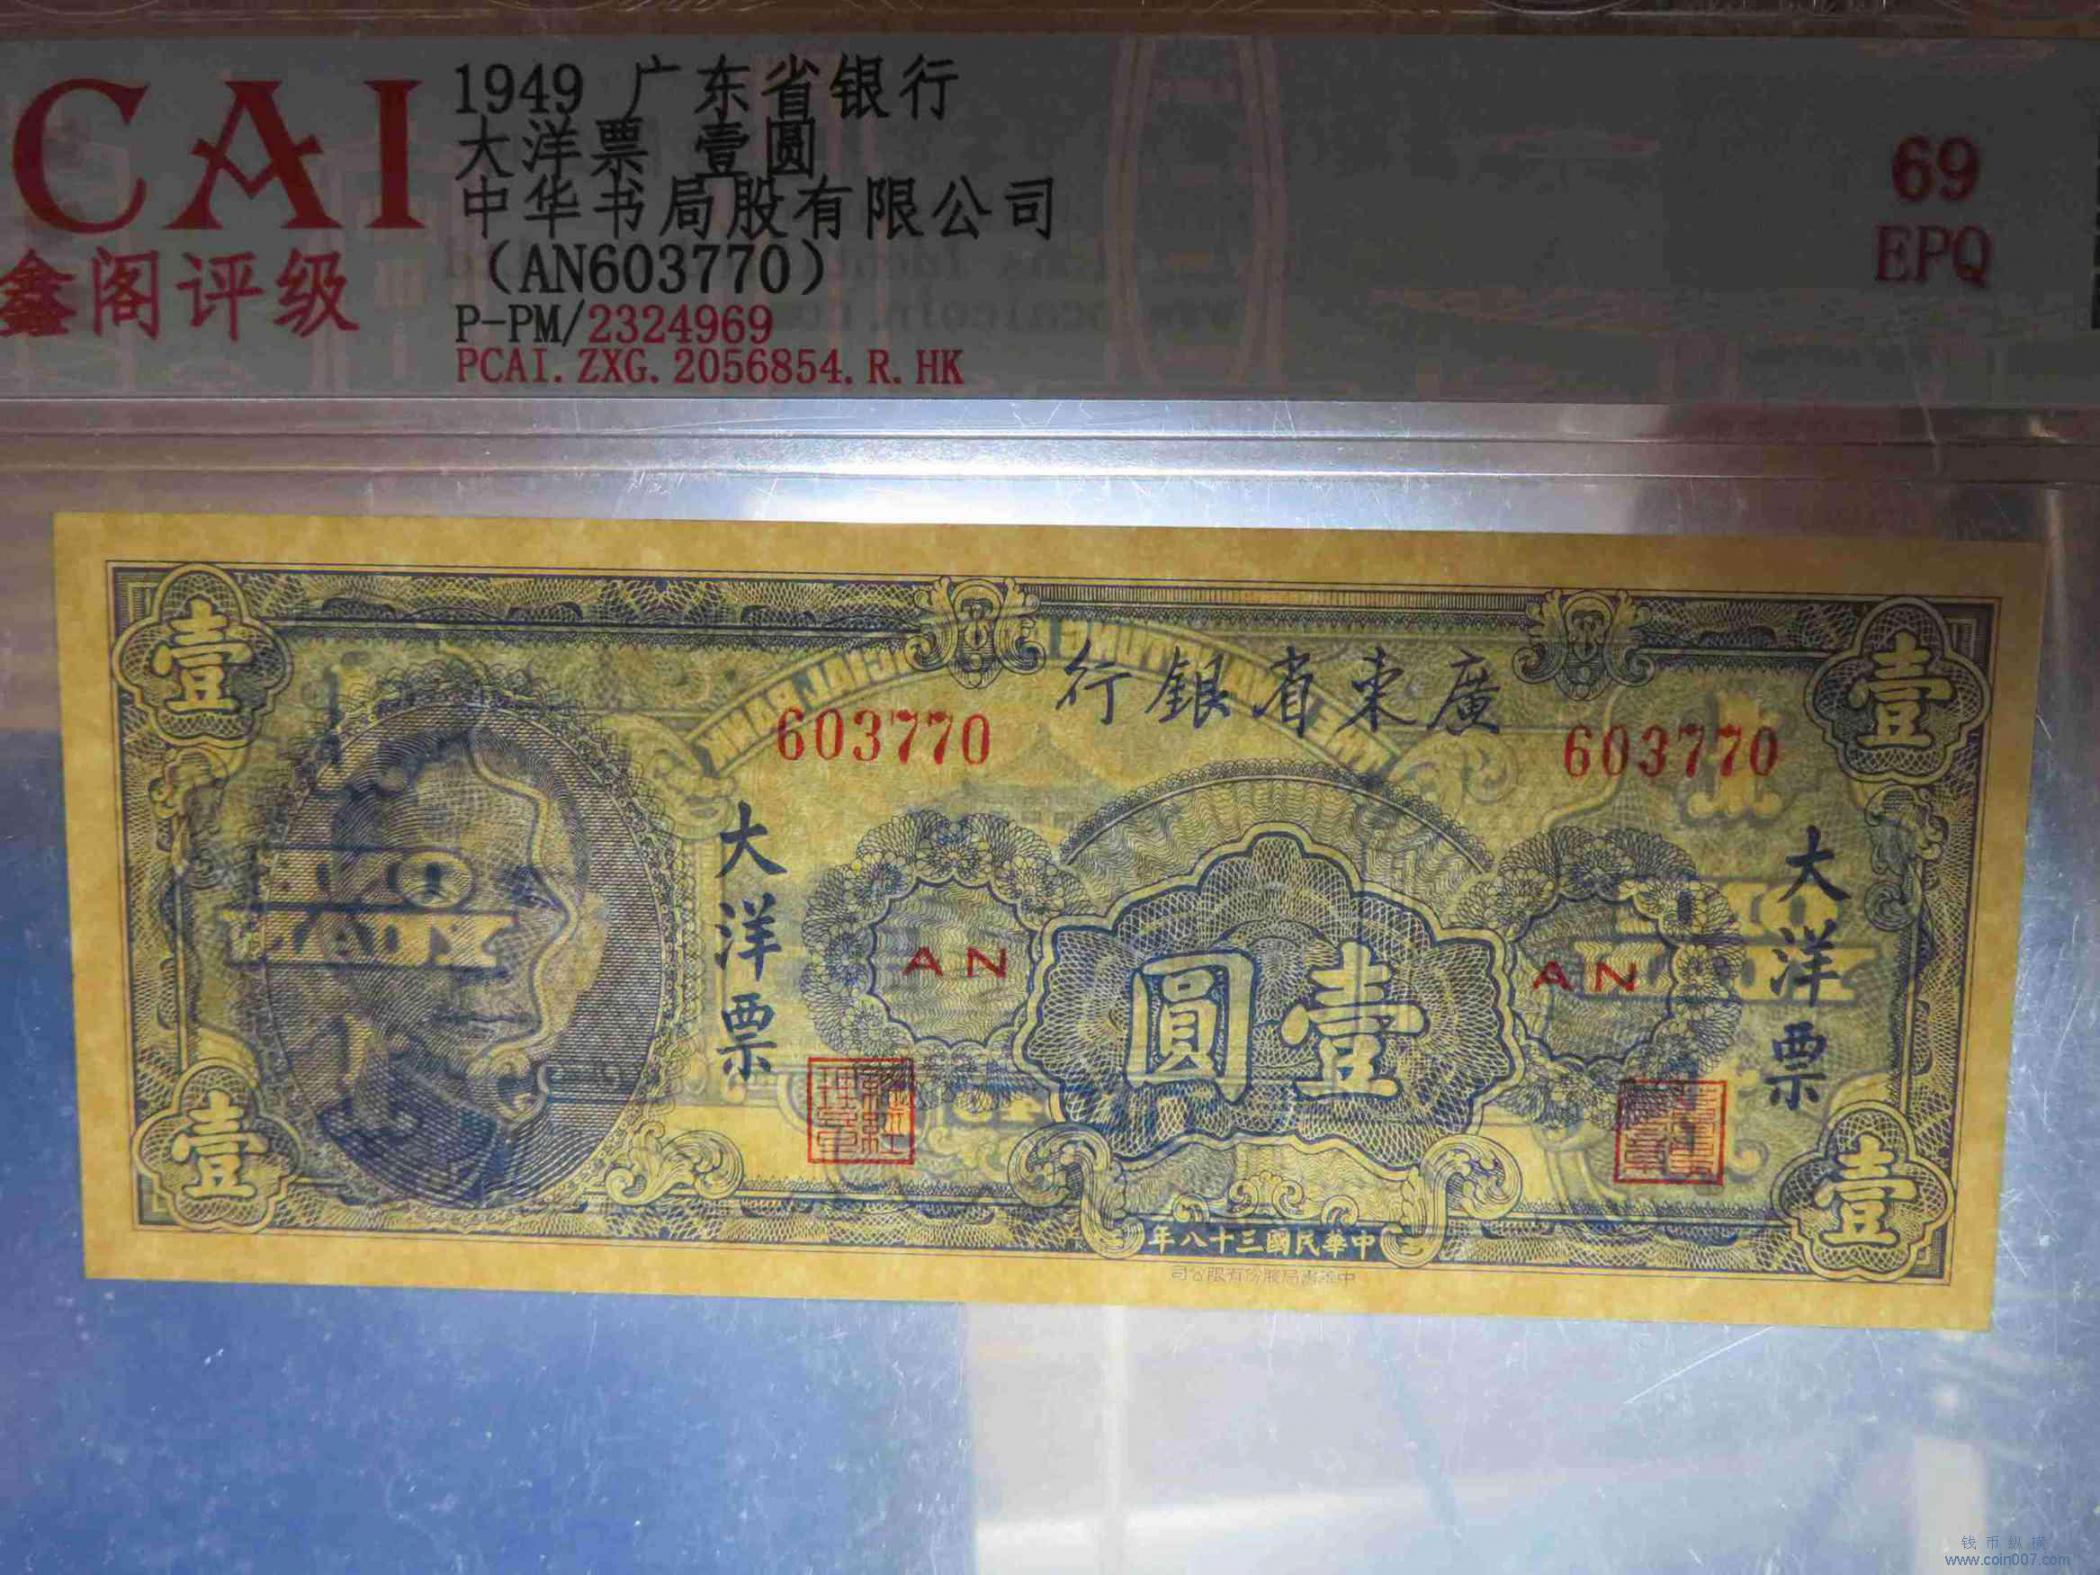 CAI
鑫阁评级
1949 广东省银行
大洋票 壹圆
中华书局股有限公司
(AN603770)
P-PM/2324969
PCAI.ZXG.2056854.R.HK
69
EPQ
壹
壹
行銀省東廣
603770
603770
大洋票
大洋票
AN
AN
圓壹
壹
壹
年八十三國民華中
司公限有份股局書華中
钱币纵横
www.coin007.com